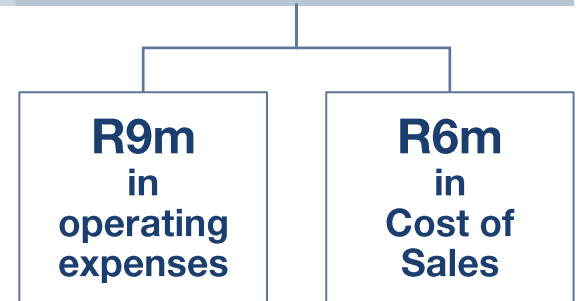 R9m
in
operating
expenses
R6m
in
Cost of
Sales